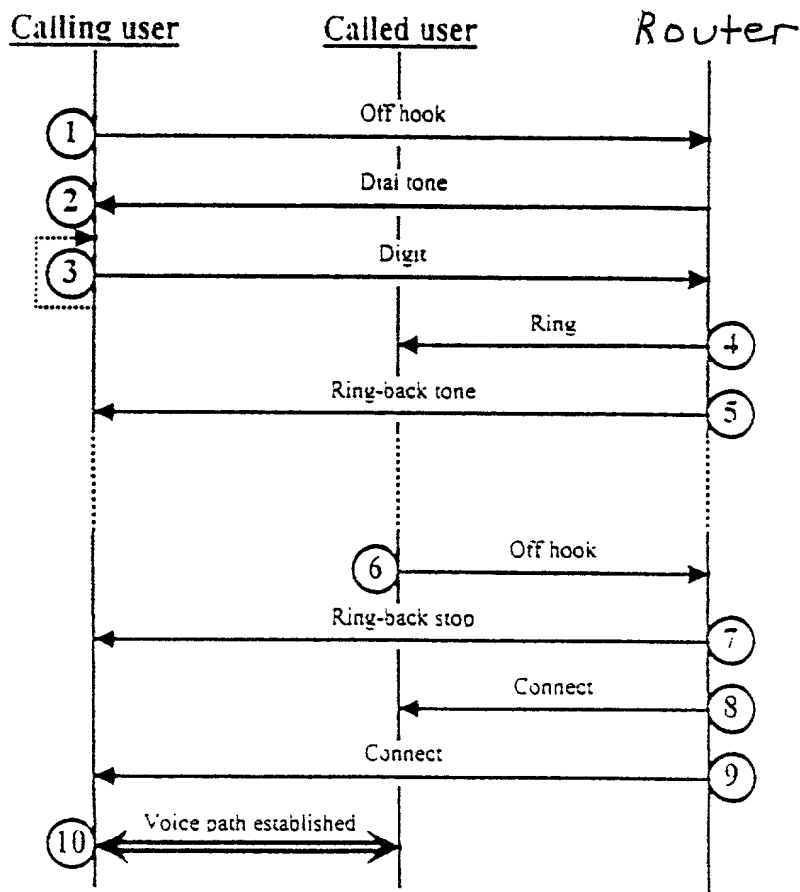 Calling user Called user Router
Off hook
1
Dial tone
2
Digit
3
Ring
4
Ring-back tone
5
Off hook
6
Ring-back stop
7
Connect
8
Connect
9
Voice path established
10